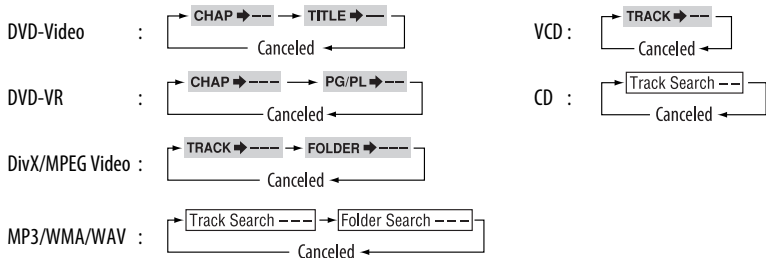 DVD-Video : CHAP ➔ -- TITLE ➔ —
Canceled
DVD-VR : CHAP ➔ --- PG/PL ➔ --
Canceled
DivX/MPEG Video : TRACK ➔ --- FOLDER ➔ ---
Canceled
MP3/WMA/WAV : Track Search --- Folder Search ---
Canceled
VCD : TRACK ➔ --
Canceled
CD : Track Search --
Canceled